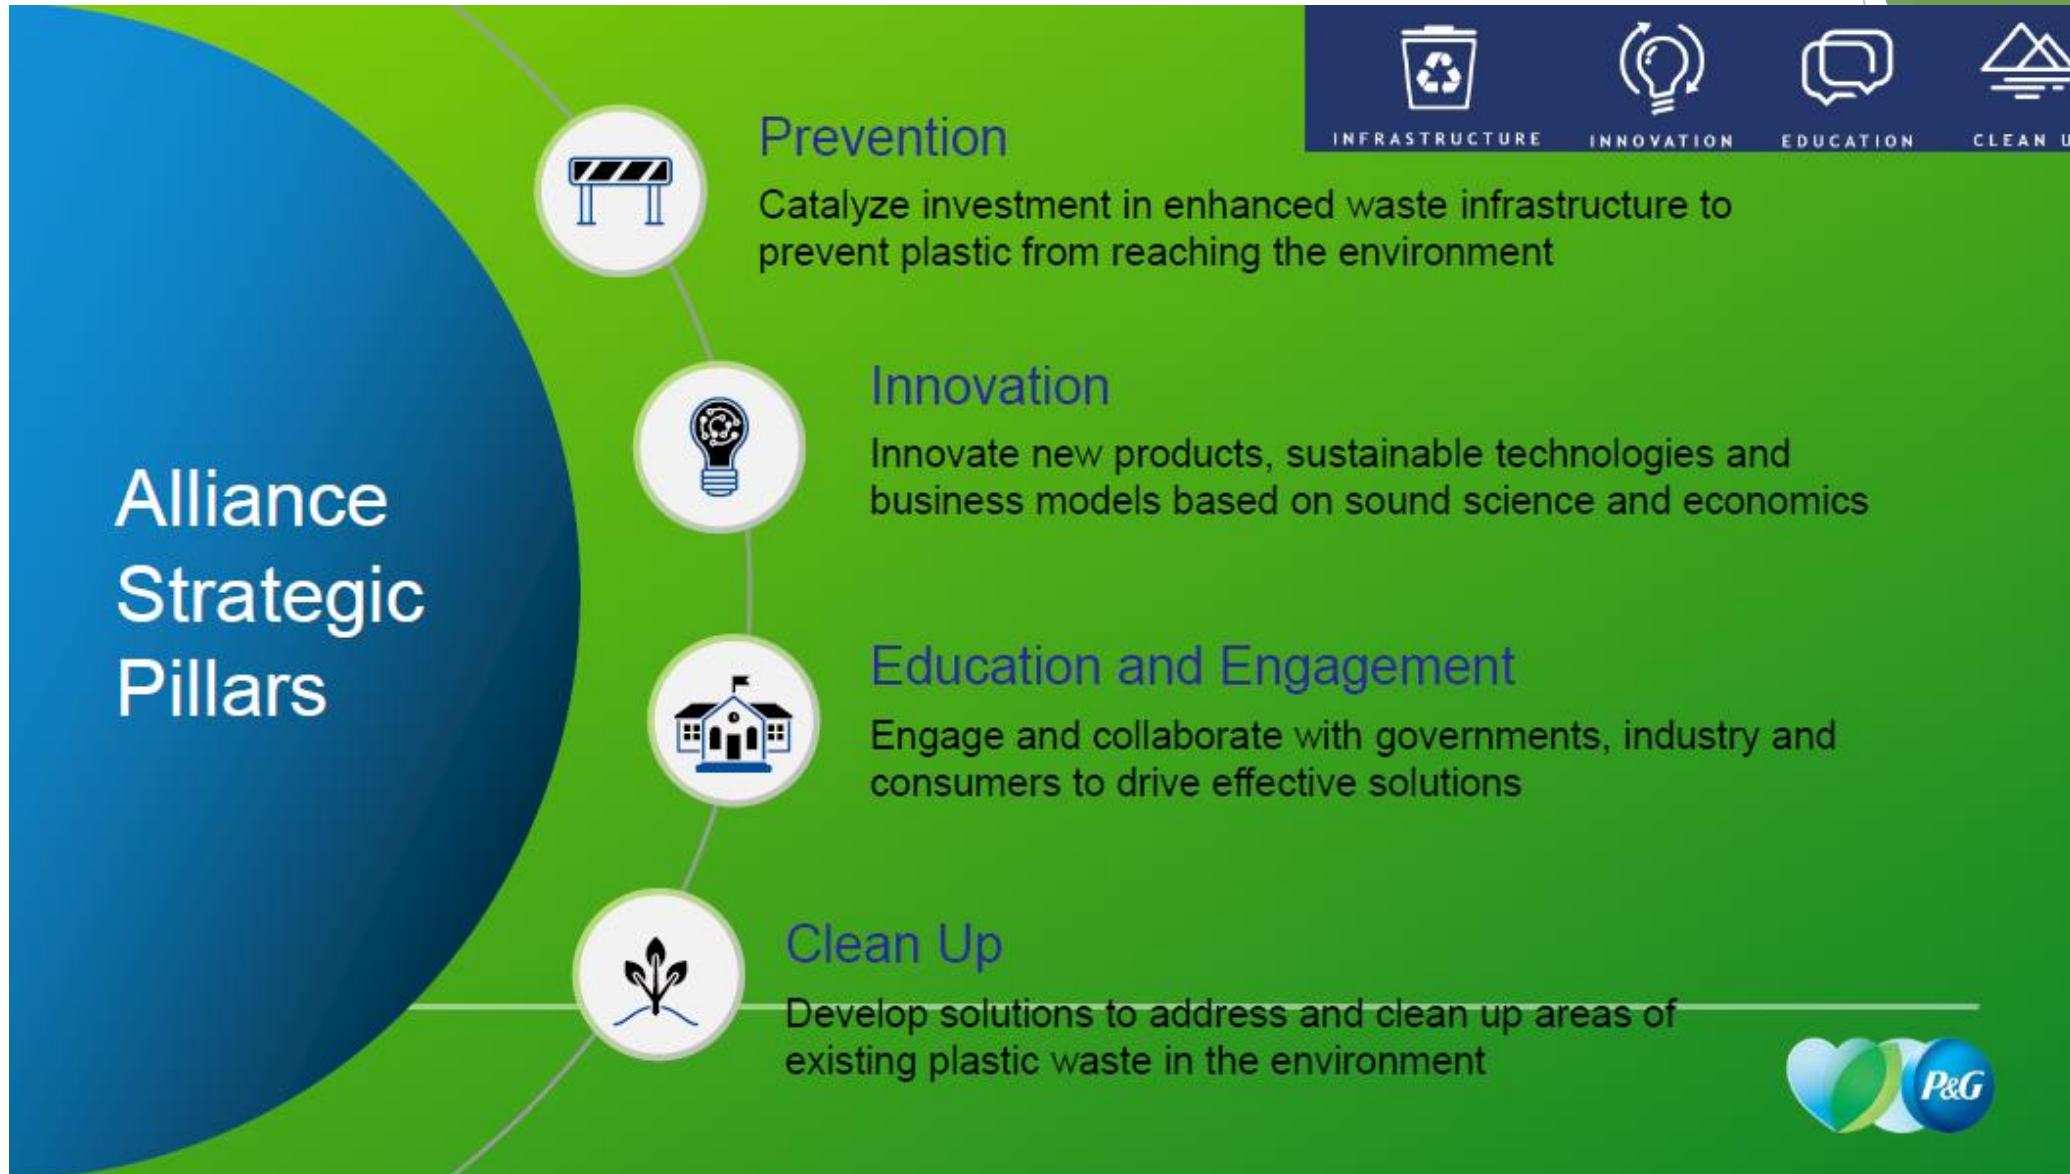 INFRASTRUCTURE INNOVATION EDUCATION CLEAN U
Prevention
Catalyze investment in enhanced waste infrastructure to
prevent plastic from reaching the environment
Innovation
Innovate new products, sustainable technologies and
business models based on sound science and economics
Alliance
Strategic
Pillars
Education and Engagement
Engage and collaborate with governments, industry and
consumers to drive effective solutions
Clean Up
Develop solutions to address and clean up areas of
existing plastic waste in the environment
P&G